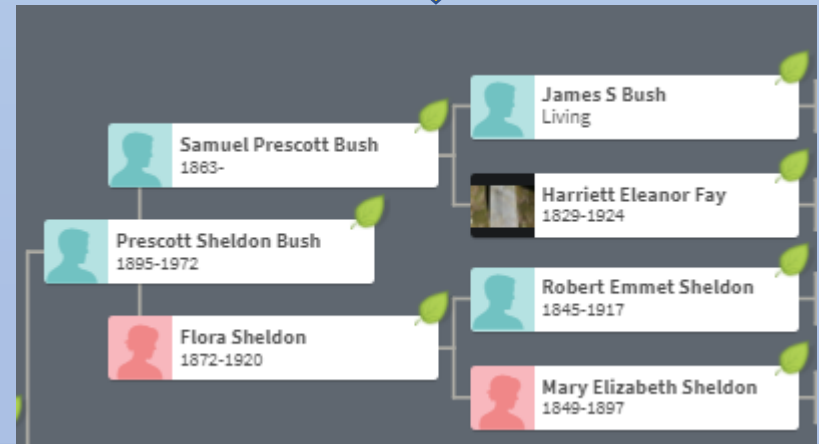 James S Bush
Living
Samuel Prescott Bush
1863-
Harriett Eleanor Fay
1829-1924
Prescott Sheldon Bush
1895-1972
Robert Emmet Sheldon
1845-1917
Flora Sheldon
1872-1920
Mary Elizabeth Sheldon
1849-1897